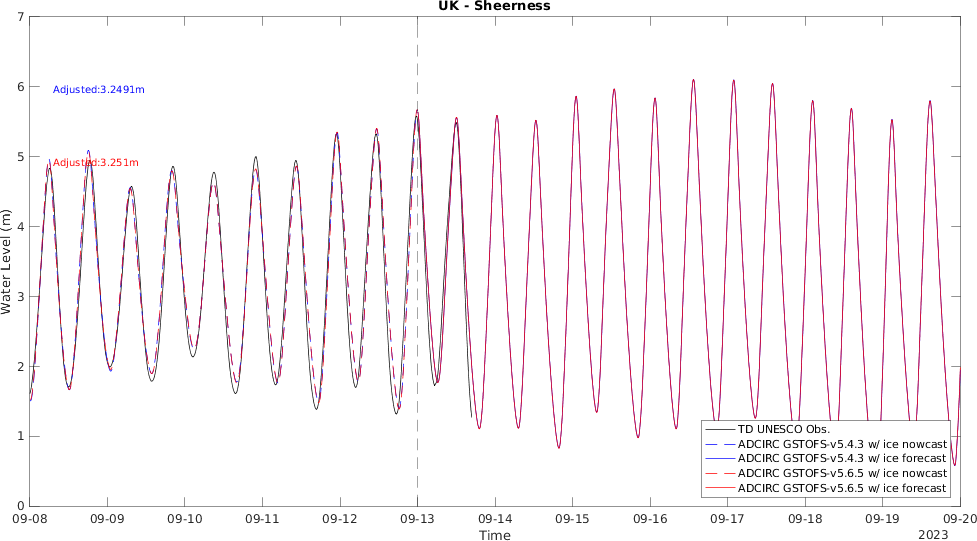 UK - Sheerness
7
6
5
4
3
2
1
0
Water Level (m)
Adjusted:3.2491m
Adjusted:3.251m
TD UNESCO Obs.
ADCIRC GSTOFS-v5.4.3 w/ ice nowcast
ADCIRC GSTOFS-v5.4.3 w/ ice forecast
ADCIRC GSTOFS-v5.6.5 w/ ice nowcast
ADCIRC GSTOFS-v5.6.5 w/ ice forecast
09-08 09-09 09-10 09-11 09-12 09-13 09-14 09-15 09-16 09-17 09-18 09-19 09-20
Time
2023